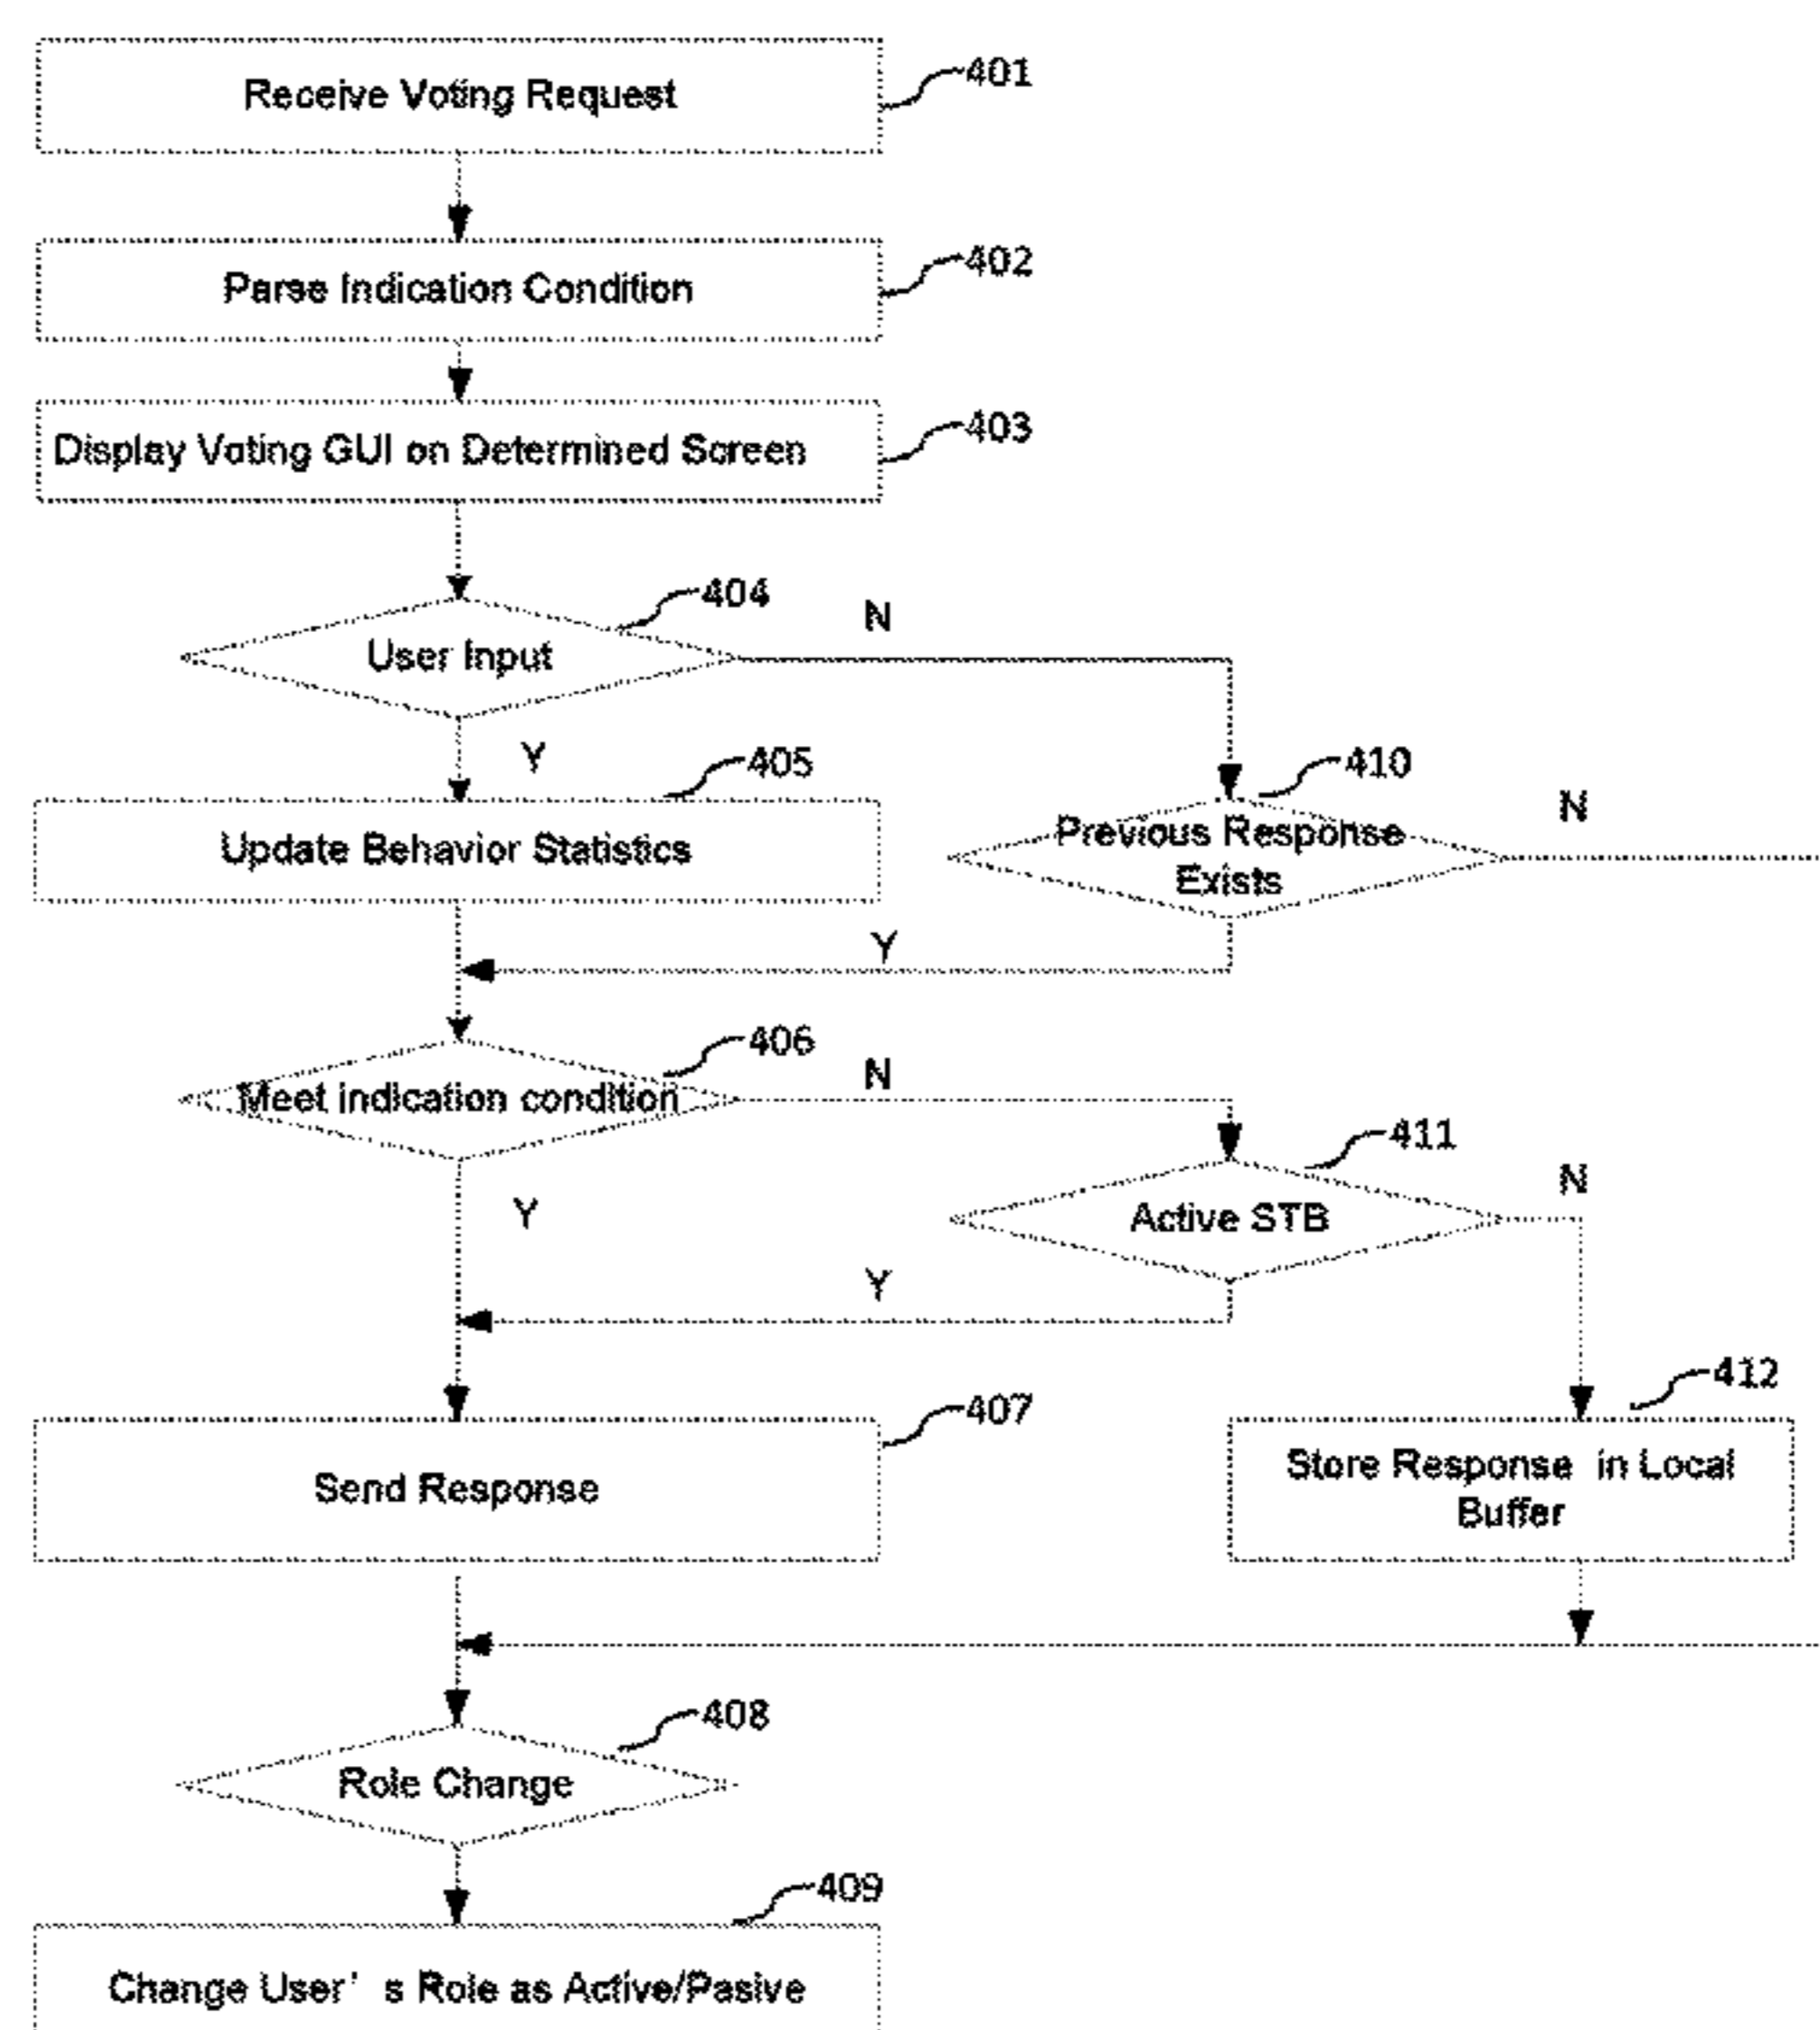 Receive Voting Request
401
Parse Indication Condition
402
Display Voting GUI on Determined Screen
403
404
User Input
N
Y
405
Update Behavior Statistics
410
Previous Response
Exists
N
Y
406
Meet indication condition
N
411
Active STB
N
Y
Y
407
Send Response
412
Store Response in Local
Buffer
408
Role Change
409
Change User's Role as Active/Pasive